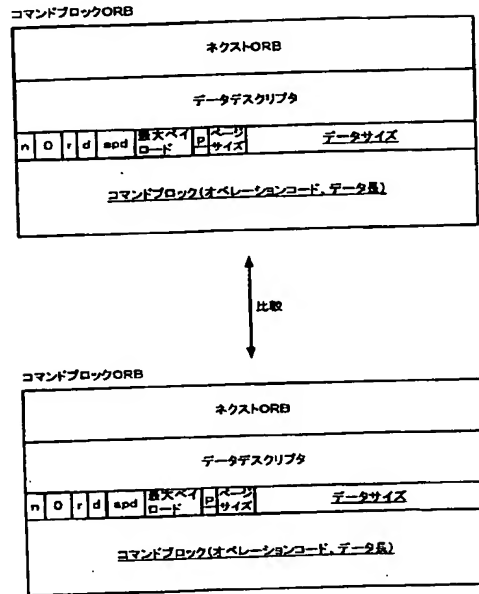 コマンドブロックORB
ネクストORB
データデスクリプタ
n O r d spd 最大ペイロード P ページサイズ データサイズ
コマンドブロック(オペレーションコード、データ長)
比較
コマンドブロックORB
ネクストORB
データデスクリプタ
n O r d spd 最大ペイロード P ページサイズ データサイズ
コマンドブロック(オペレーションコード、データ長)